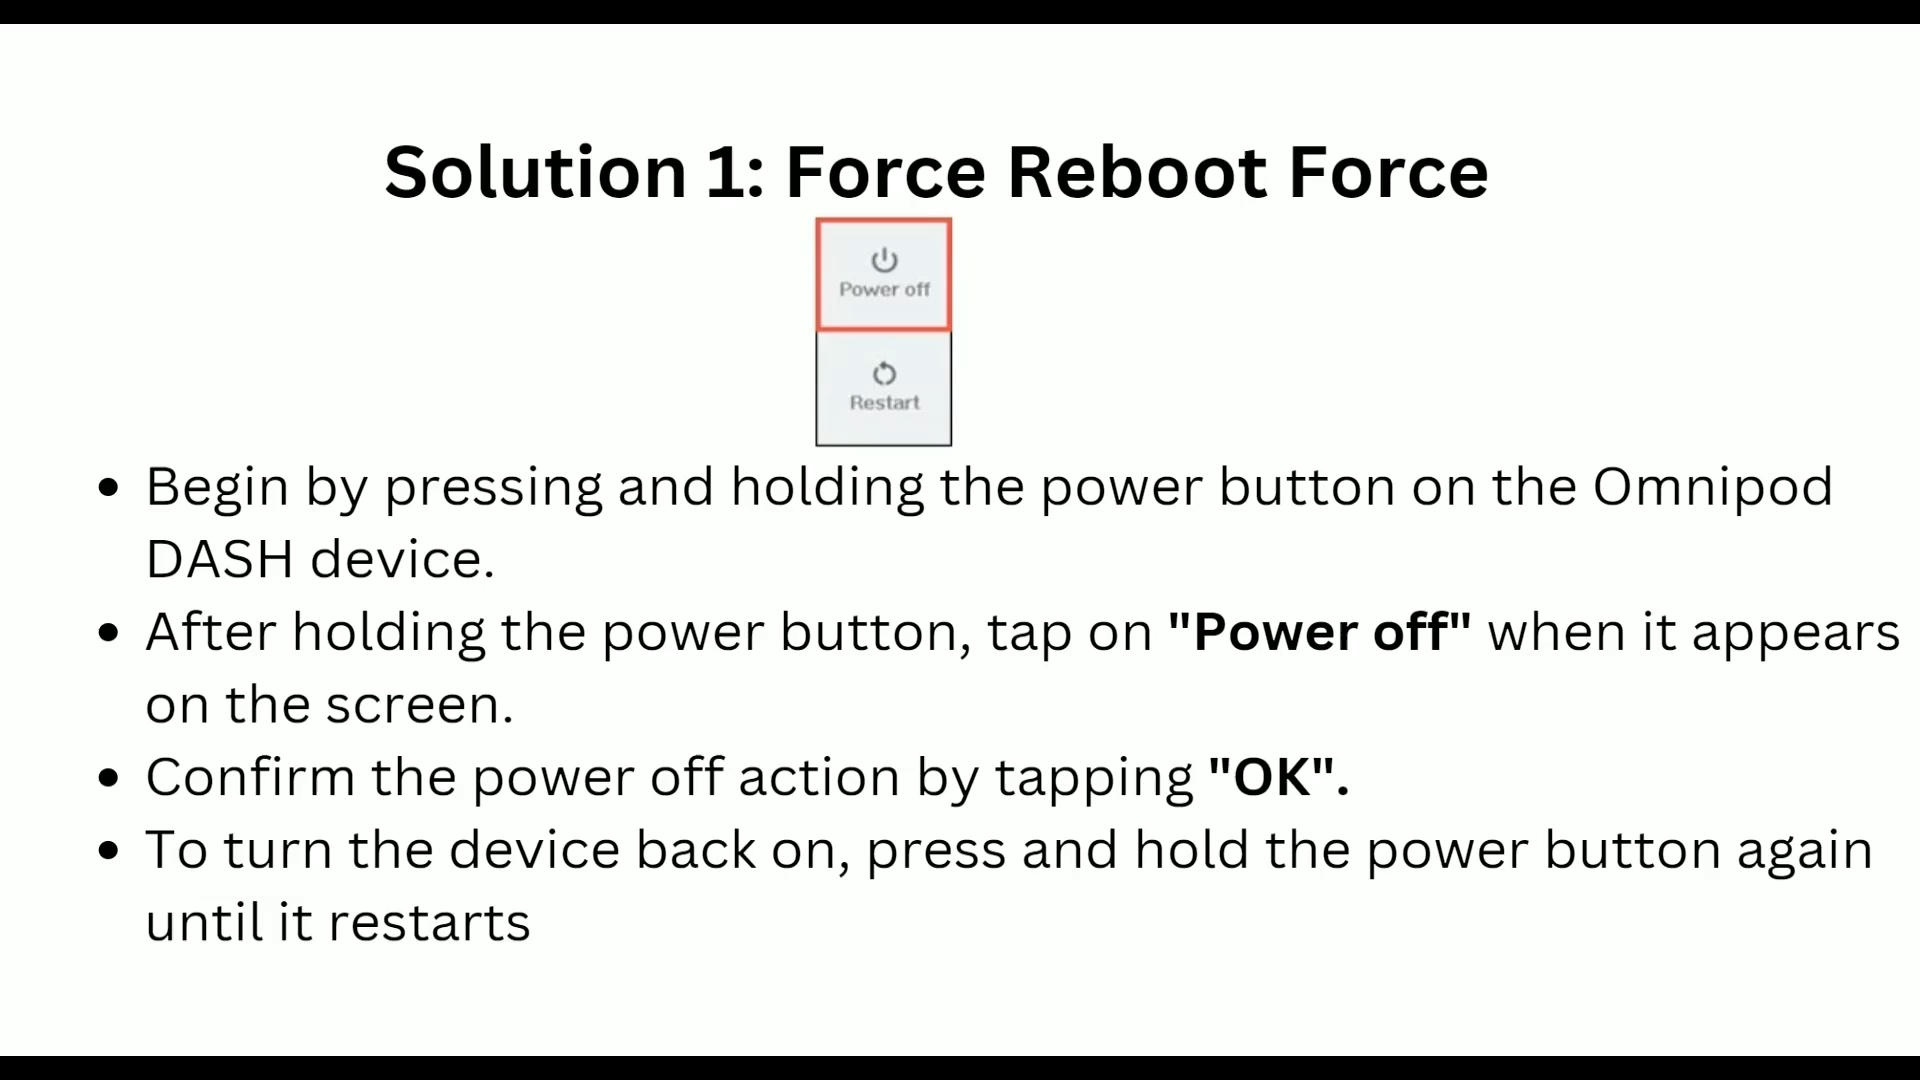 Solution 1: Force Reboot Force
Power off
Restart
• Begin by pressing and holding the power button on the Omnipod
DASH device.
• After holding the power button, tap on "Power off" when it appears
on the screen.
• Confirm the power off action by tapping "OK".
• To turn the device back on, press and hold the power button again
until it restarts